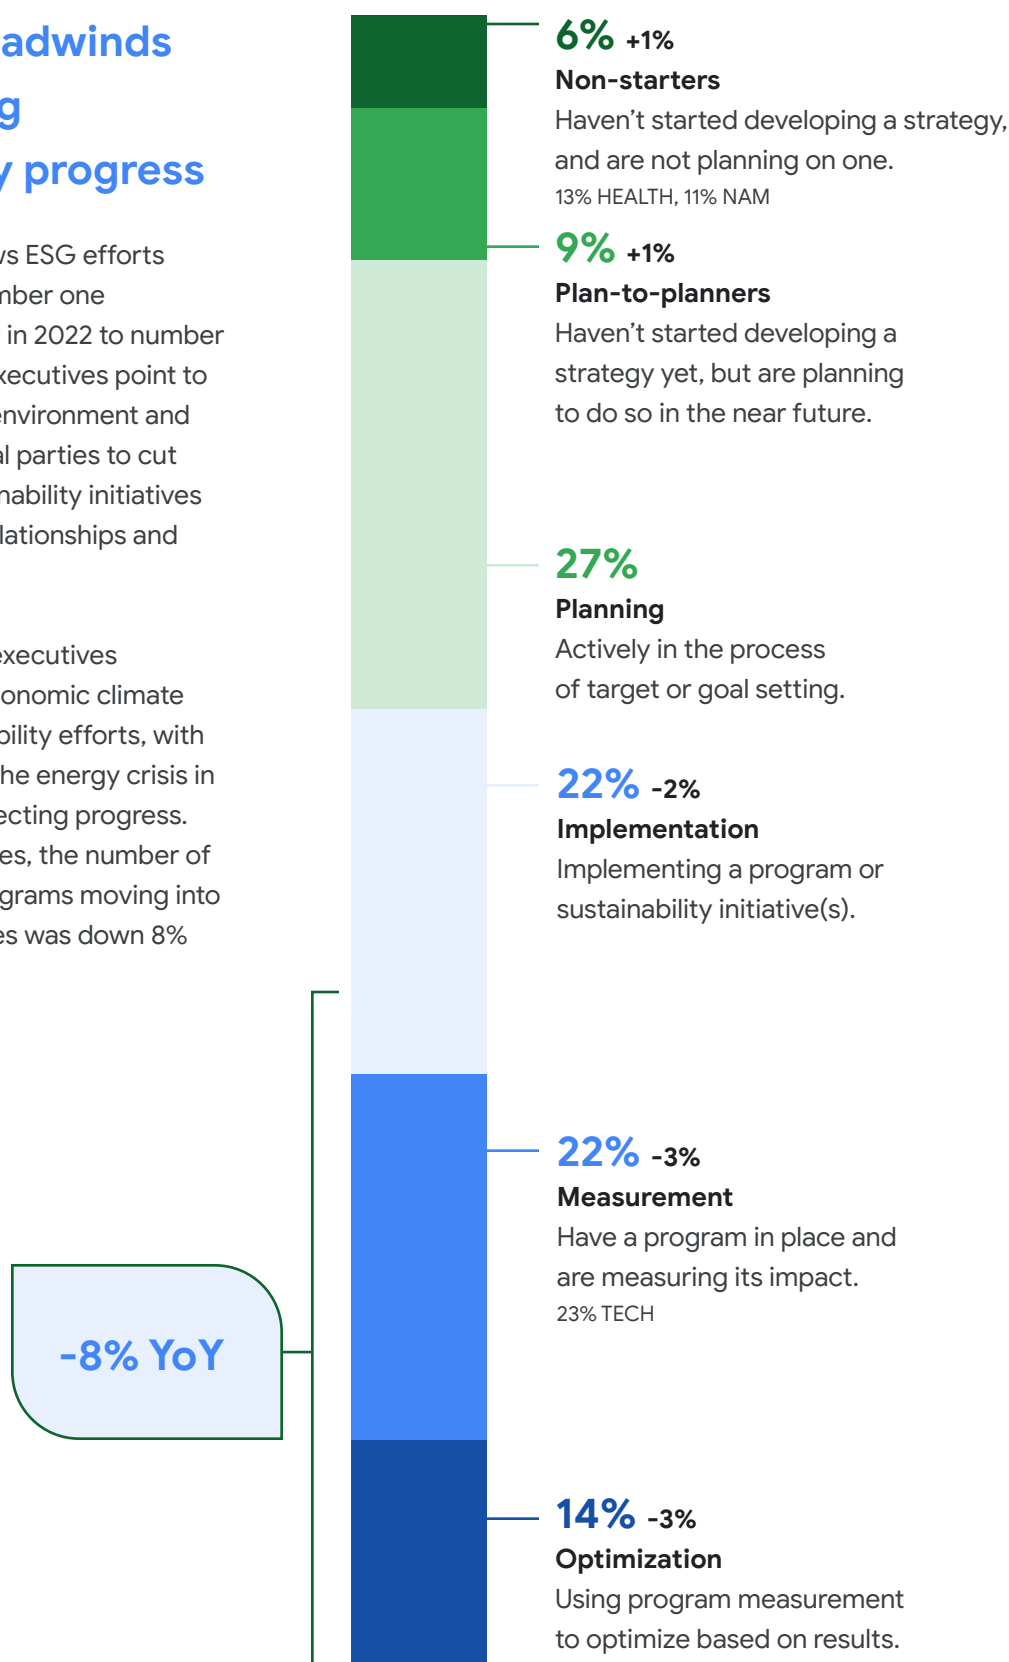 adwinds
g
y progress
ws ESG efforts
mber one
in 2022 to number
xecutives point to
environment and
al parties to cut
nability initiatives
lationships and
executives
onomic climate
bility efforts, with
he energy crisis in
ecting progress.
es, the number of
grams moving into
es was down 8%
-8% YoY
6% +1%
Non-starters
Haven't started developing a strategy,
and are not planning on one.
13% HEALTH, 11% NAM
9% +1%
Plan-to-planners
Haven't started developing a
strategy yet, but are planning
to do so in the near future.
27%
Planning
Actively in the process
of target or goal setting.
22% -2%
Implementation
Implementing a program or
sustainability initiative(s).
22% -3%
Measurement
Have a program in place and
are measuring its impact.
23% TECH
14% -3%
Optimization
Using program measurement
to optimize based on results.